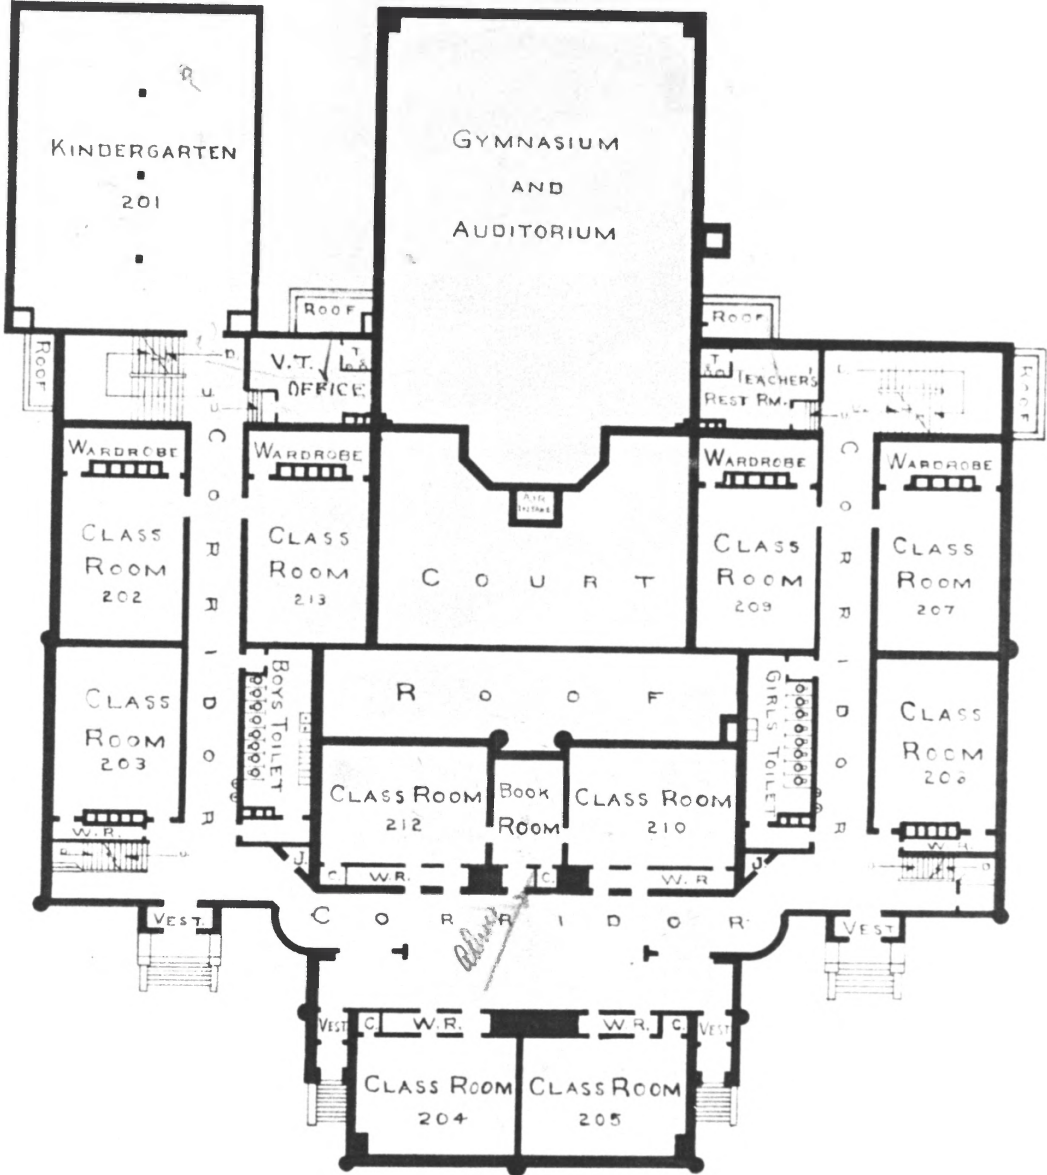 KINDERGARTEN
201
GYMNASIUM
AND
AUDITORIUM
ROOF
ROOF
ROOF
ROOF
V.T.
OFFICE
T
TEACHER'S
REST RM.
T
WARDROBE
WARDROBE
WARDROBE
WARDROBE
AIR
INTAKE
CORRIDOR
CORRIDOR
CLASS
ROOM
202
CLASS
ROOM
213
COURT
CLASS
ROOM
209
CLASS
ROOM
207
BOYS TOILET
ROOF
GIRLS TOILET
CLASS
ROOM
203
CLASS
ROOM
206
CLASS ROOM
212
BOOK
ROOM
CLASS ROOM
210
W.R.
W.R.
J.
C.
W.R.
C.
W.R
J.
VEST.
CORRIDOR
VEST.
VEST
C.
W.R.
W.R.
C.
VEST
CLASS ROOM
204
CLASS ROOM
205